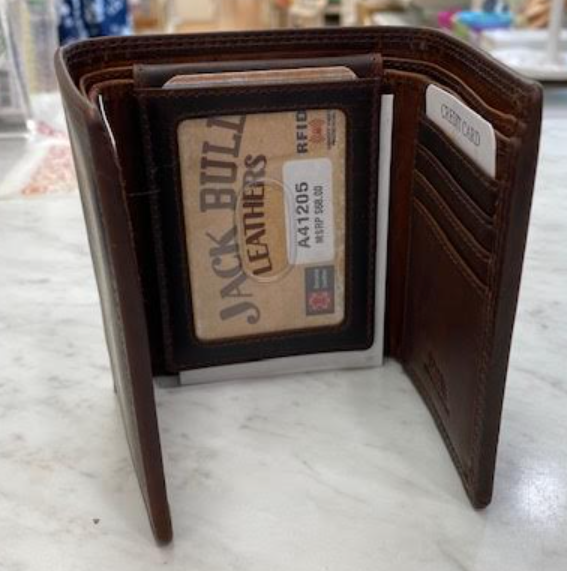 JACK BULL
LEATHERS
RFID
A41205
MSRP $68.00
CREDIT CARD